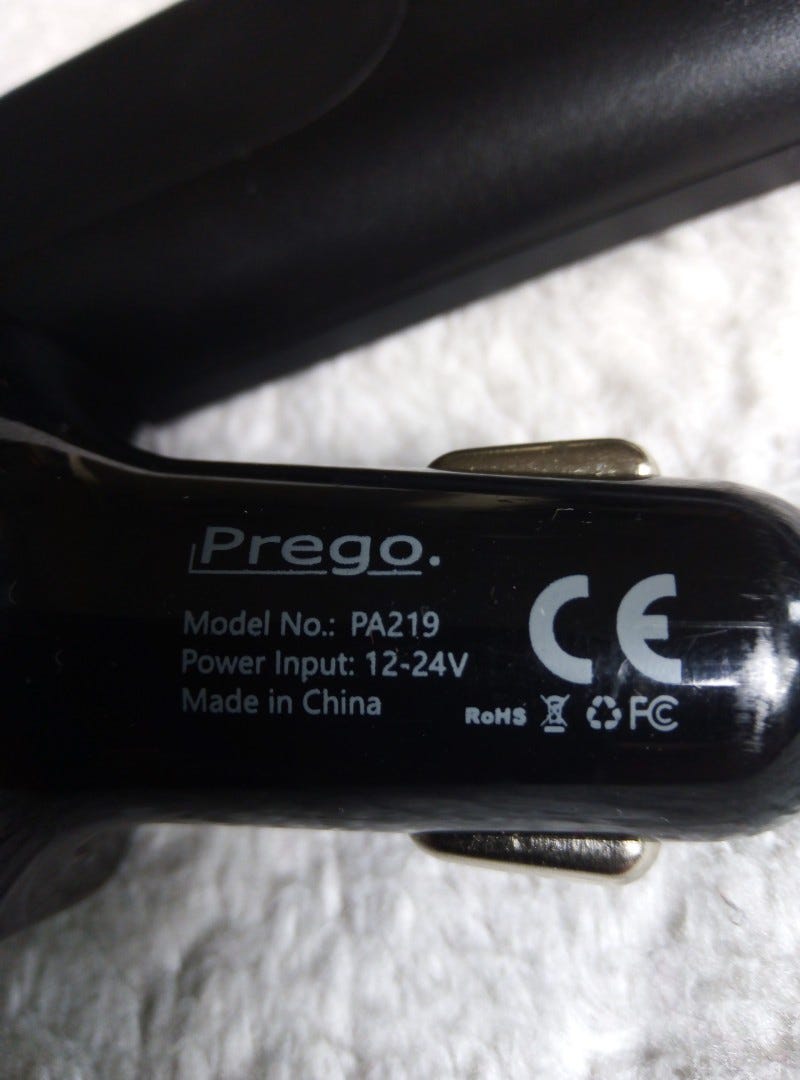 Prego.
Model No.: PA219
Power Input: 12-24V
Made in China
CE
RoHS FC